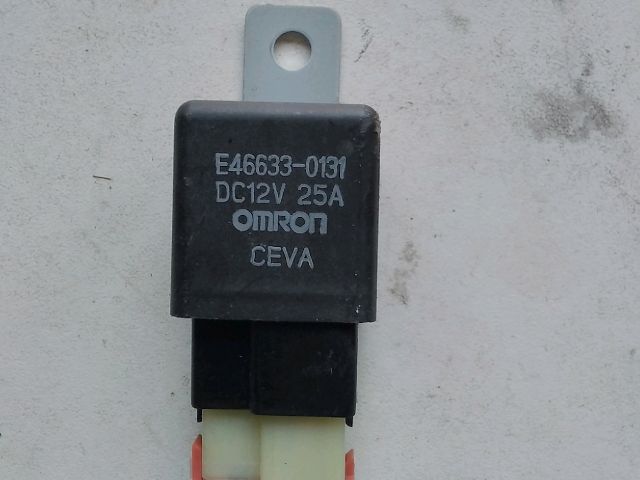 E46633-0131
DC12V 25A
OMRON
CEVA